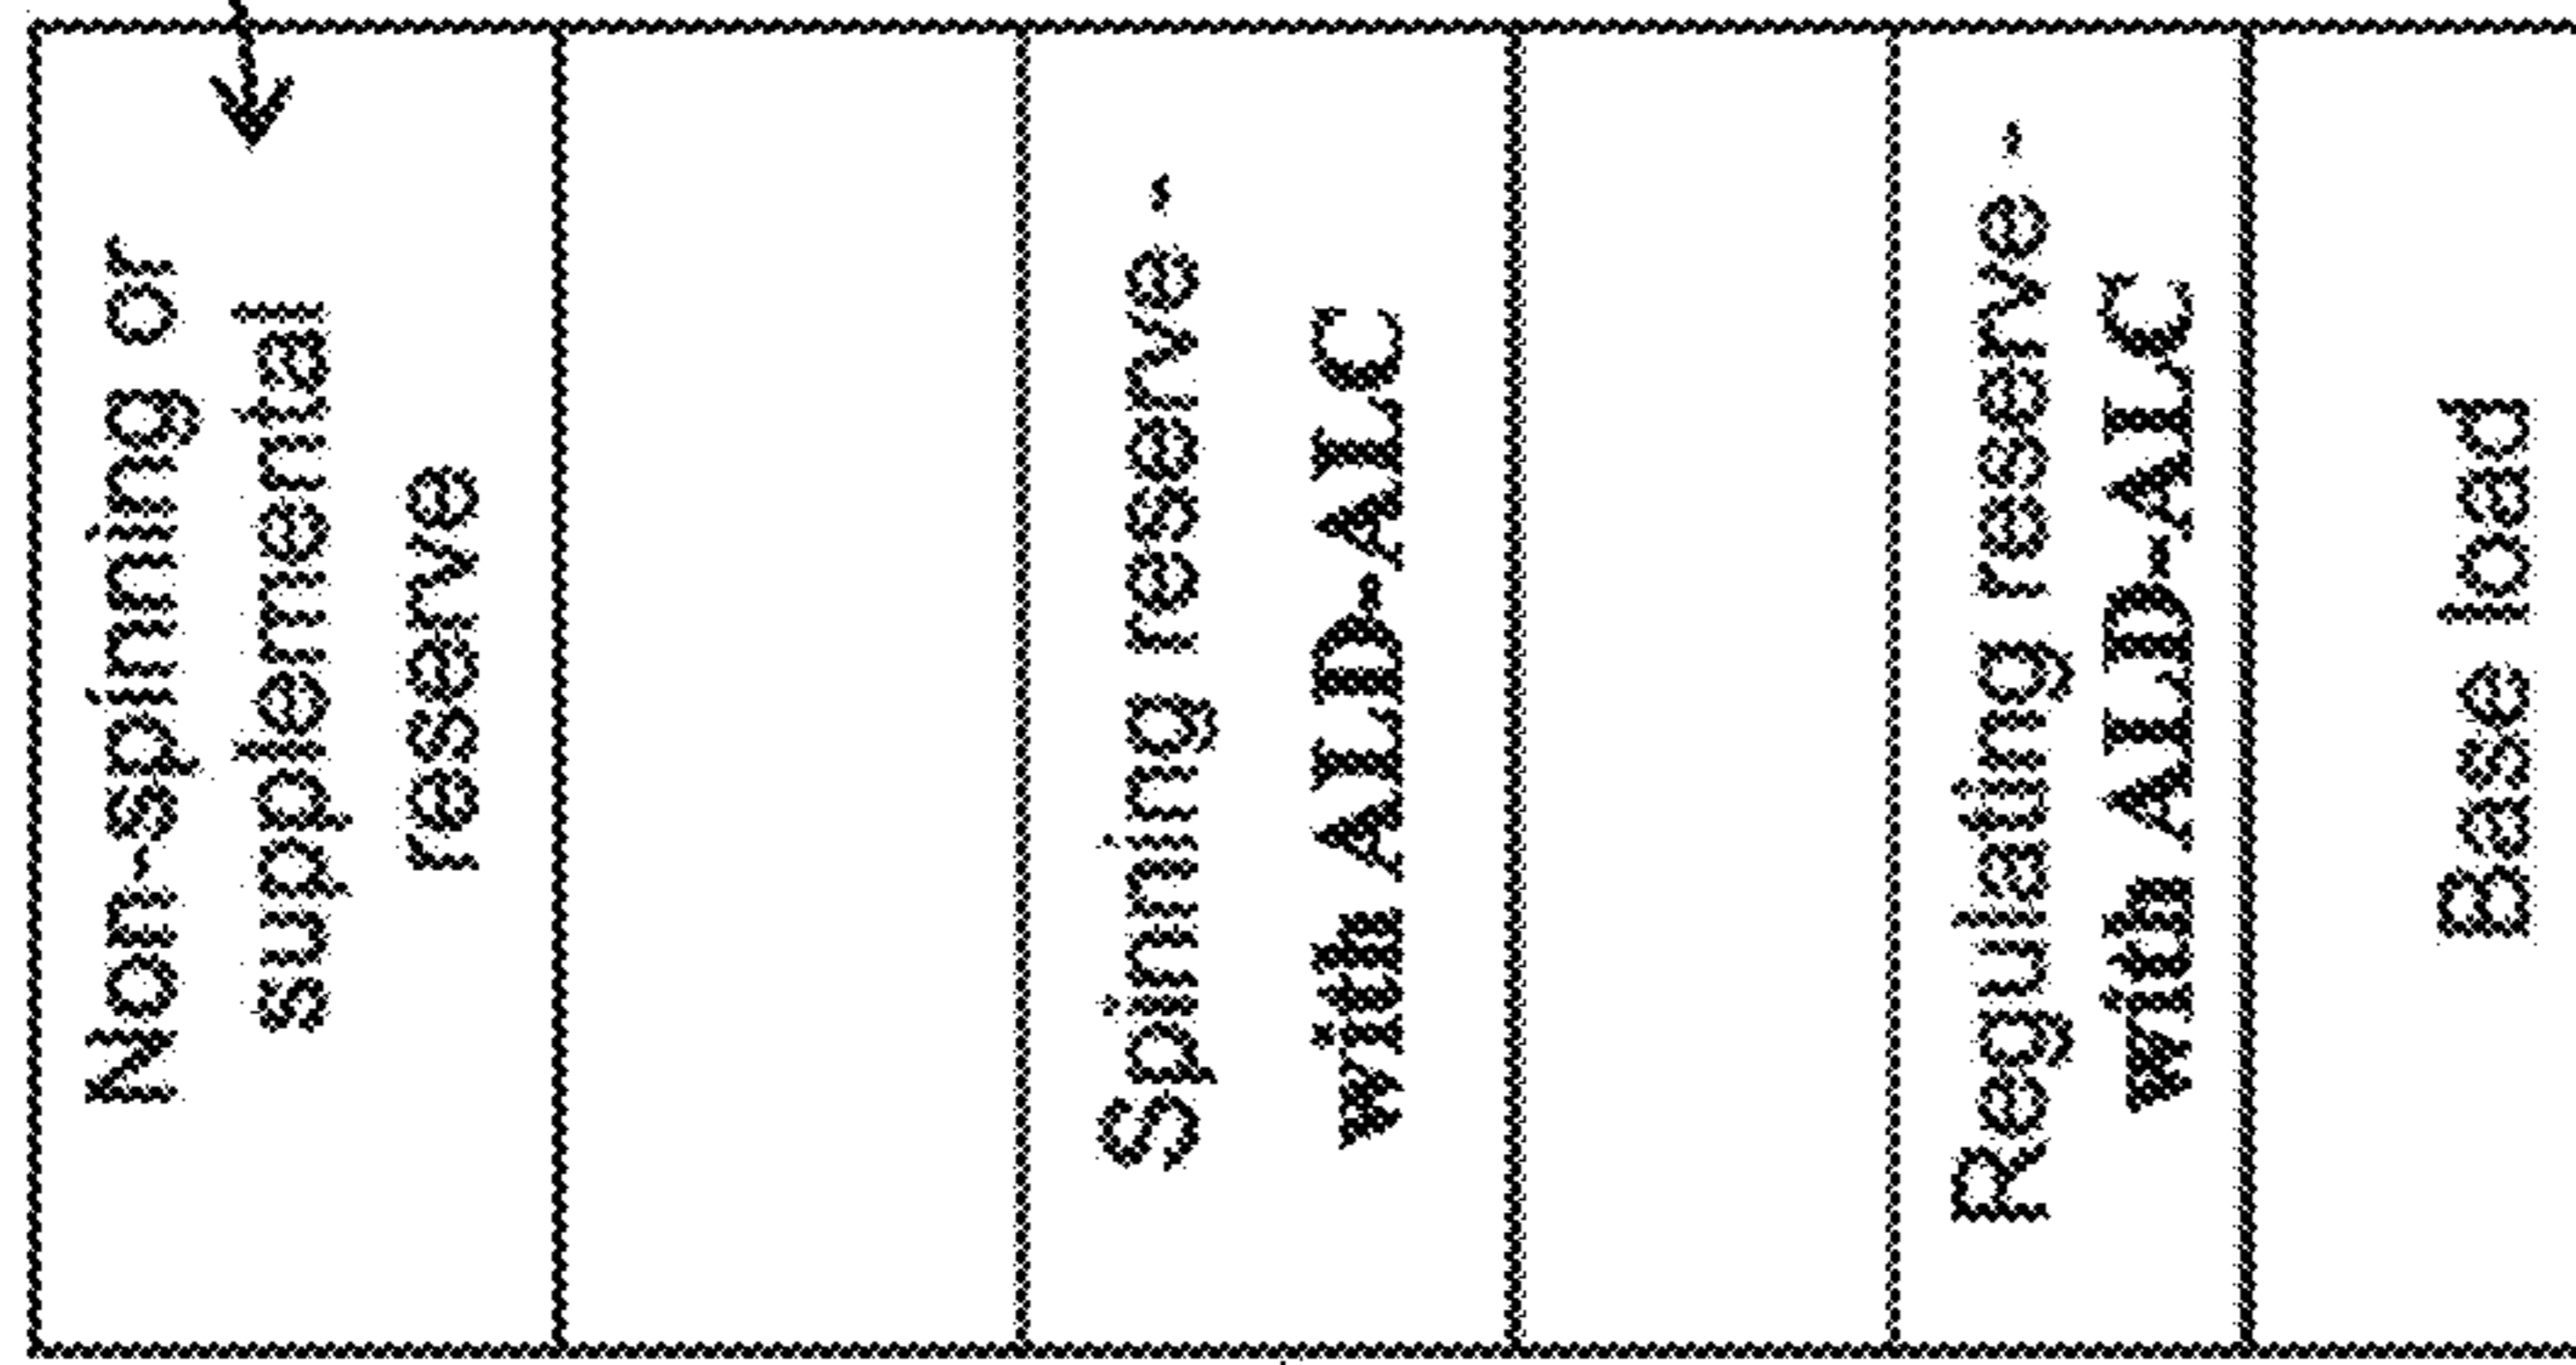 Non-spinning or
supplemental
reserve
Spinning reserve -
with ALD-ALC
Regulating reserve -
with ALD-ALC
Base load